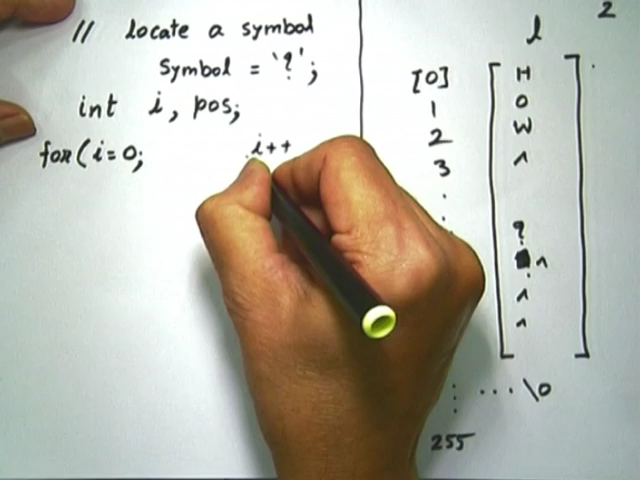 // Locate a symbol
Symbol = '?';
int i, pos;
for(i=0; i++
2
l
[0] H
1 O
2 W
3 ^
.
. ?
^
^
^
: ... \0
:
255